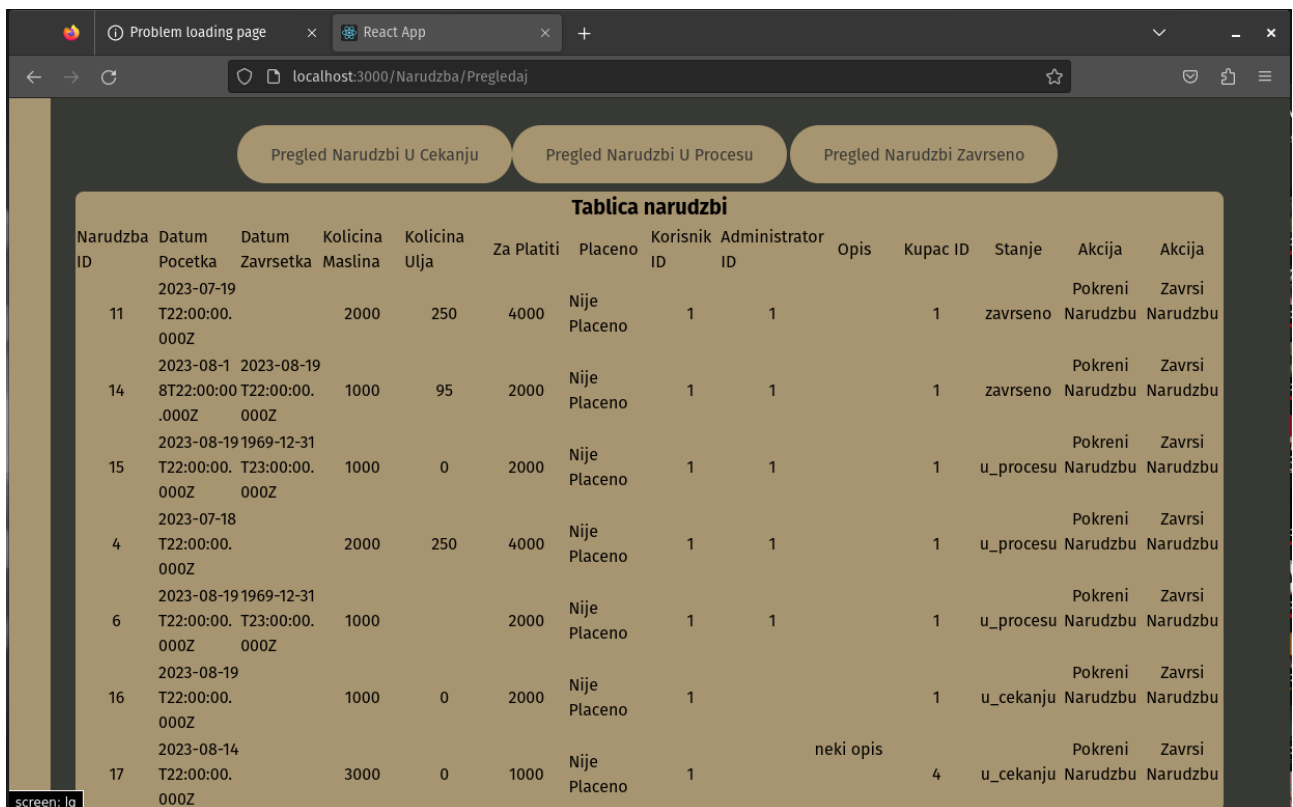 Problem loading page
React App
localhost:3000/Narudzba/Pregledaj
Pregled Narudzbi U Cekanju
Pregled Narudzbi U Procesu
Pregled Narudzbi Zavrseno
Tablica narudzbi
Narudzba ID Datum Pocetka Datum Zavrsetka Kolicina Maslina Kolicina Ulja Za Platiti Placeno Korisnik ID Administrator ID Opis Kupac ID Stanje Akcija Akcija
11 2023-07-19T22:00:00.000Z 2000 250 4000 Nije Placeno 1 1 1 zavrseno Pokreni Narudzbu Zavrsi Narudzbu
14 2023-08-18T22:00:00.000Z 2023-08-19T22:00:00.000Z 1000 95 2000 Nije Placeno 1 1 1 zavrseno Pokreni Narudzbu Zavrsi Narudzbu
15 2023-08-19T22:00:00.000Z 1969-12-31T23:00:00.000Z 1000 0 2000 Nije Placeno 1 1 1 u_procesu Pokreni Narudzbu Zavrsi Narudzbu
4 2023-07-18T22:00:00.000Z 2000 250 4000 Nije Placeno 1 1 1 u_procesu Pokreni Narudzbu Zavrsi Narudzbu
6 2023-08-19T22:00:00.000Z 1969-12-31T23:00:00.000Z 1000 2000 Nije Placeno 1 1 1 u_procesu Pokreni Narudzbu Zavrsi Narudzbu
16 2023-08-19T22:00:00.000Z 1000 0 2000 Nije Placeno 1 1 u_cekanju Pokreni Narudzbu Zavrsi Narudzbu
17 2023-08-14T22:00:00.000Z 3000 0 1000 Nije Placeno 1 neki opis 4 u_cekanju Pokreni Narudzbu Zavrsi Narudzbu
screen: lg